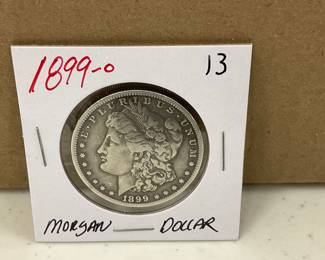 1899-o 13
E·PLURIBUS·UNUM
1899
MORGAN DOLLAR